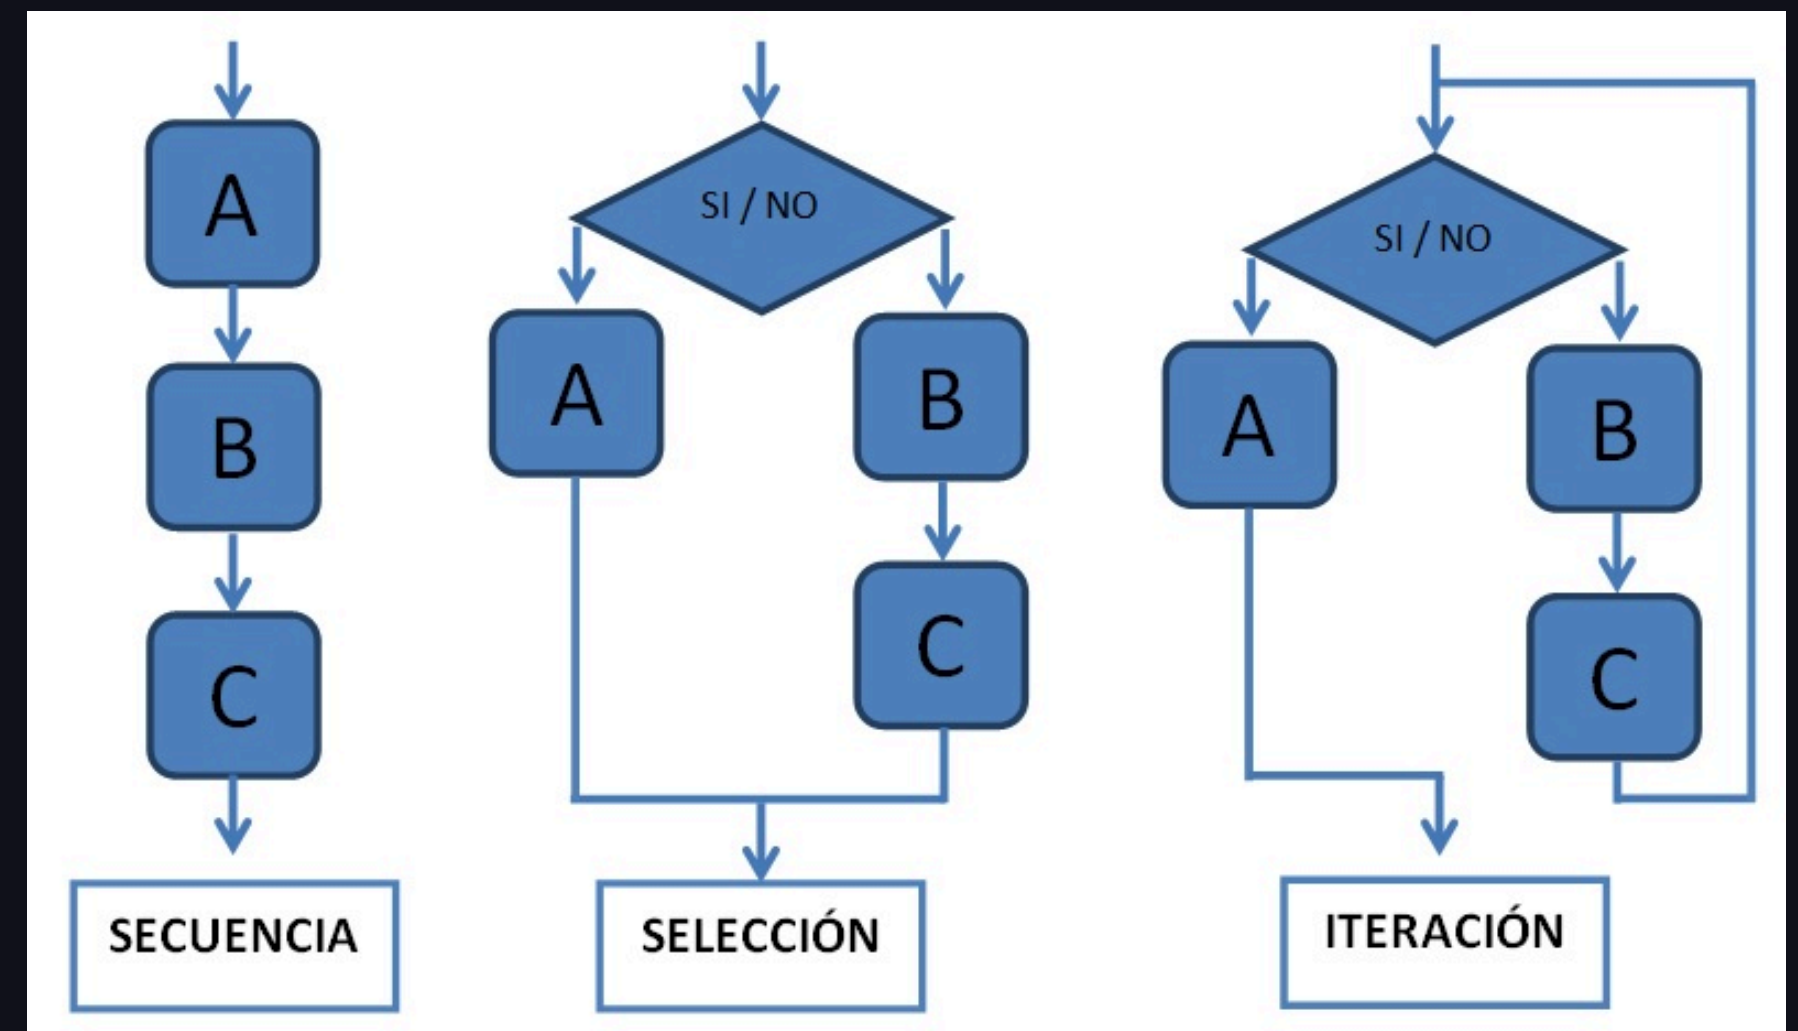 A
B
C
SECUENCIA
SI / NO
A
B
C
SELECCIÓN
SI / NO
A
B
C
ITERACIÓN